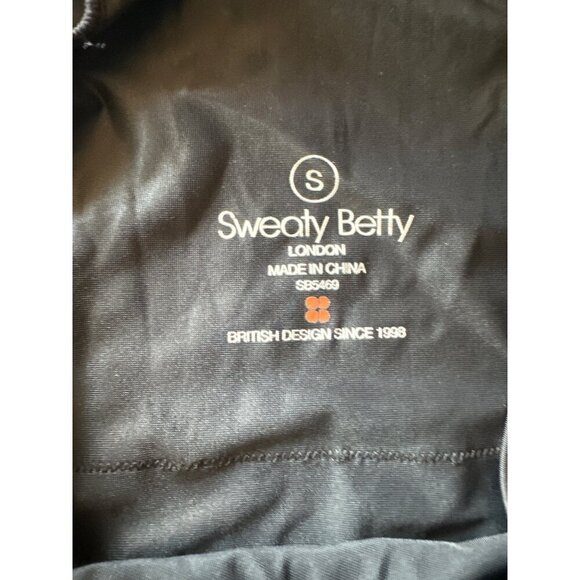 S
Sweaty Betty
LONDON
MADE IN CHINA
SB5469
BRITISH DESIGN SINCE 1998